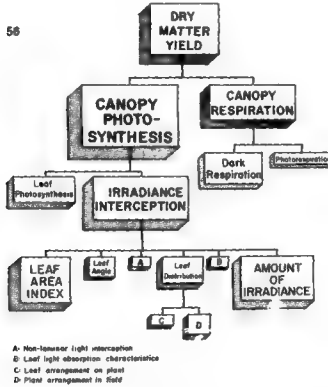 56
DRY
MATTER
YIELD
CANOPY
PHOTO-
SYNTHESIS
CANOPY
RESPIRATION
Dark
Respiration
Photorespiration
Leaf
Photosynthesis
IRRADIANCE
INTERCEPTION
LEAF
AREA
INDEX
Leaf
Angle
A
Leaf
Distribution
B
AMOUNT
OF
IRRADIANCE
C
D
A- Non-laminar light interception
B- Leaf light absorption characteristics
C- Leaf arrangement on plant
D- Plant arrangement in field